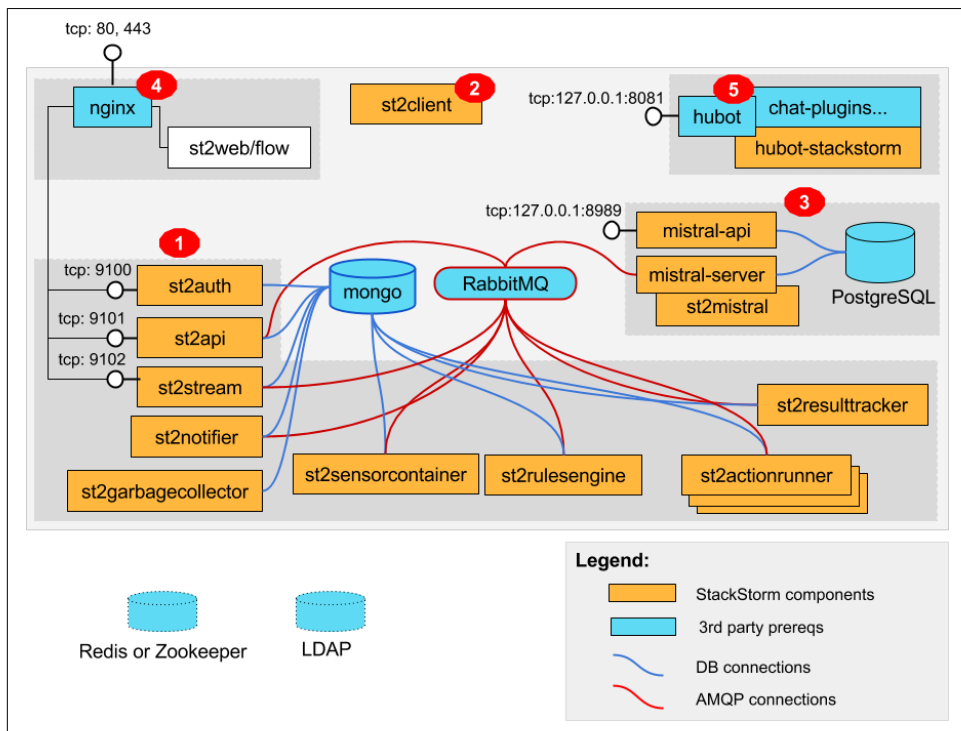 tcp: 80, 443
4
nginx
st2web/flow
2
st2client
5
tcp:127.0.0.1:8081
hubot
chat-plugins...
hubot-stackstorm
3
tcp:127.0.0.1:8989
mistral-api
mistral-server
st2mistral
PostgreSQL
1
tcp: 9100
st2auth
tcp: 9101
st2api
tcp: 9102
st2stream
mongo
RabbitMQ
st2notifier
st2garbagecollector
st2sensorcontainer
st2rulesengine
st2actionrunner
st2resulttracker
Redis or Zookeeper
LDAP
Legend:
StackStorm components
3rd party prereqs
DB connections
AMQP connections